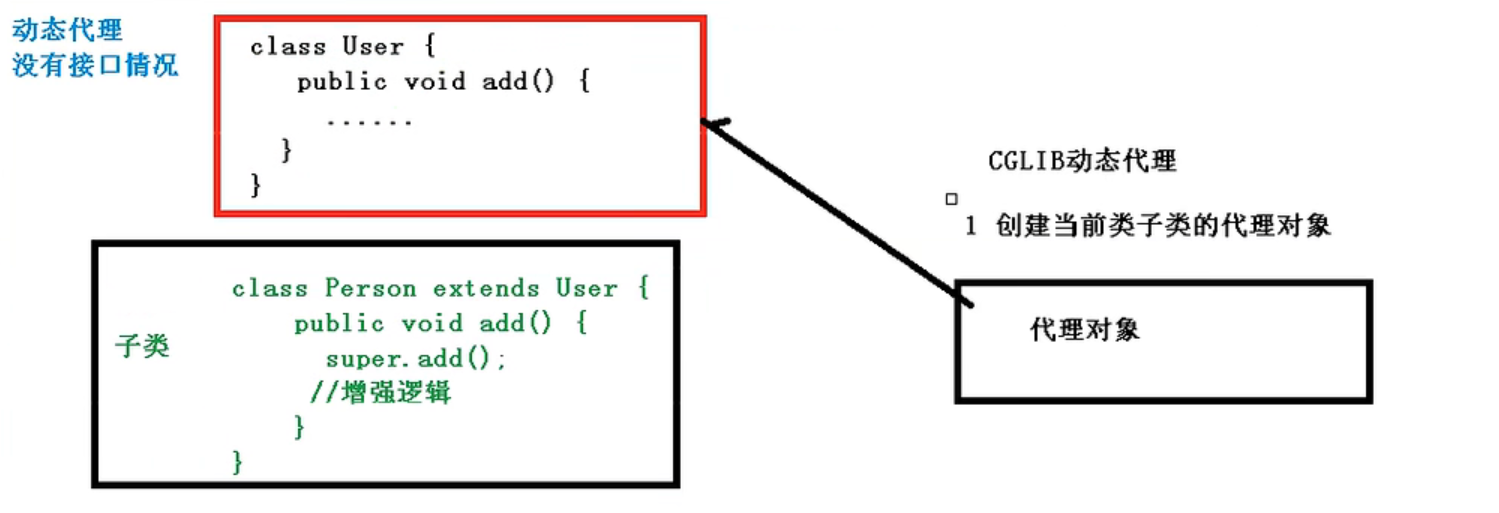 动态代理
没有接口情况
class User {
public void add() {
......
}
}
子类
class Person extends User {
public void add() {
super.add();
//增强逻辑
}
}
CGLIB动态代理
1 创建当前类子类的代理对象
代理对象